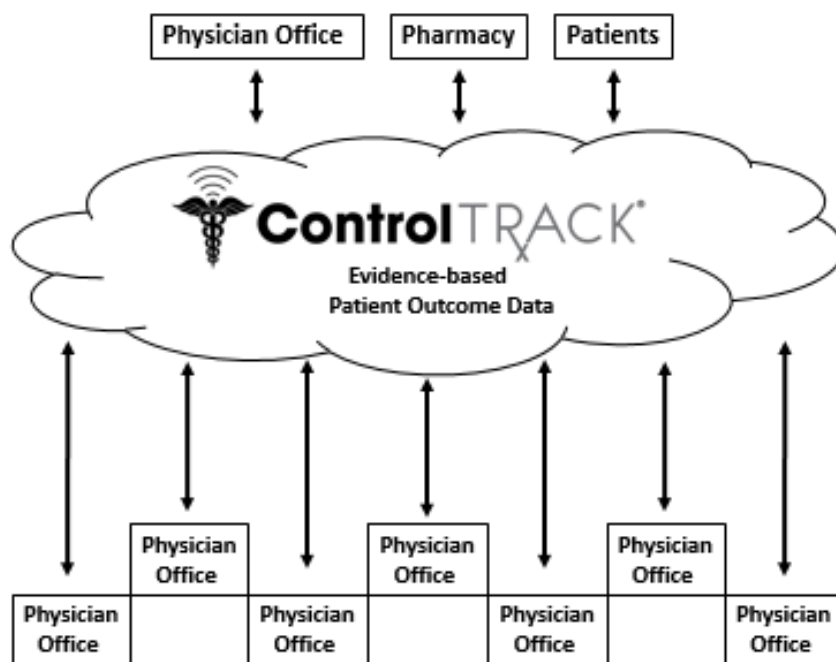 Physician Office
Pharmacy
Patients
ControlTRACK®
Evidence-based
Patient Outcome Data
Physician
Office
Physician
Office
Physician
Office
Physician
Office
Physician
Office
Physician
Office
Physician
Office